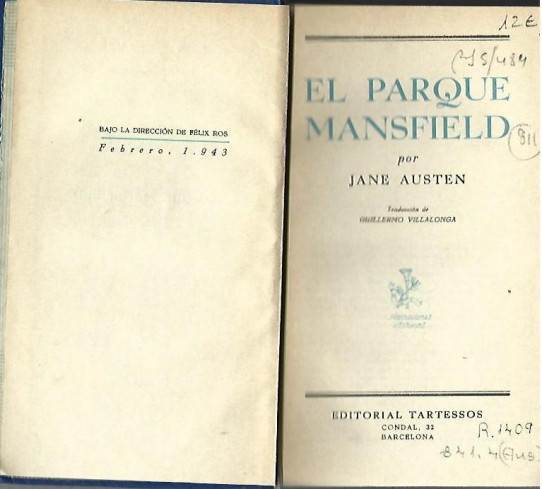 BAJO LA DIRECCIÓN DE FÉLIX ROS
Febrero, 1.943
12€
EL PARQUE
MANSFIELD
por
JANE AUSTEN
Traducción de
GUILLERMO VILLALONGA
EDITORIAL TARTESSOS
CONDAL, 32
BARCELONA
R.1409